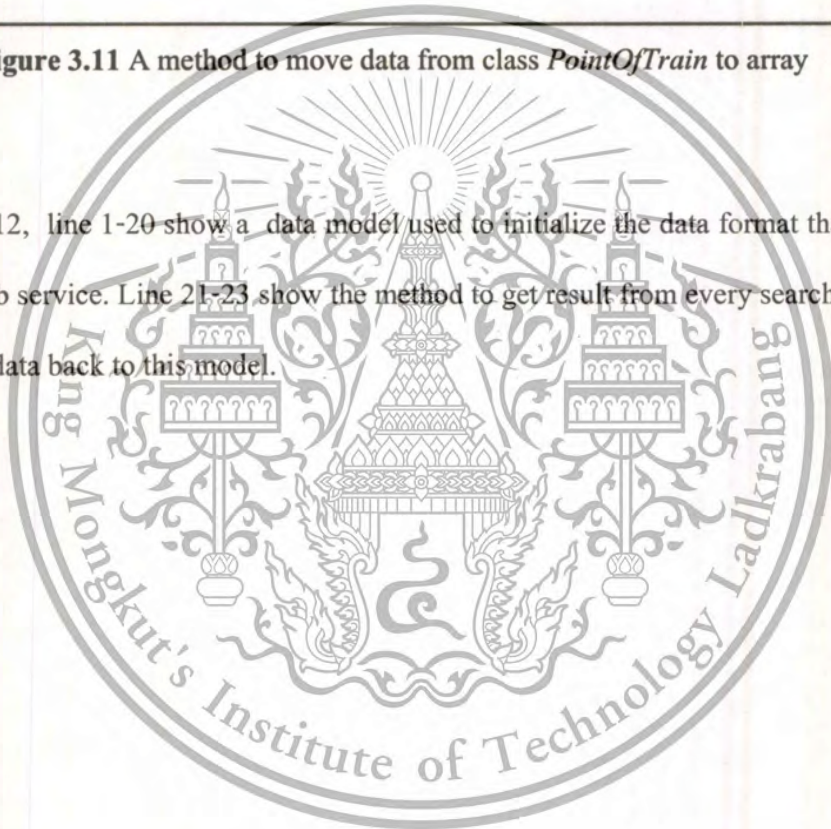 igure 3.11 A method to move data from class PointOfTrain to array
12, line 1-20 show a data model used to initialize the data format th
o service. Line 21-23 show the method to get result from every search
data back to this model.
King Mongkut's Institute of Technology Ladkrabang